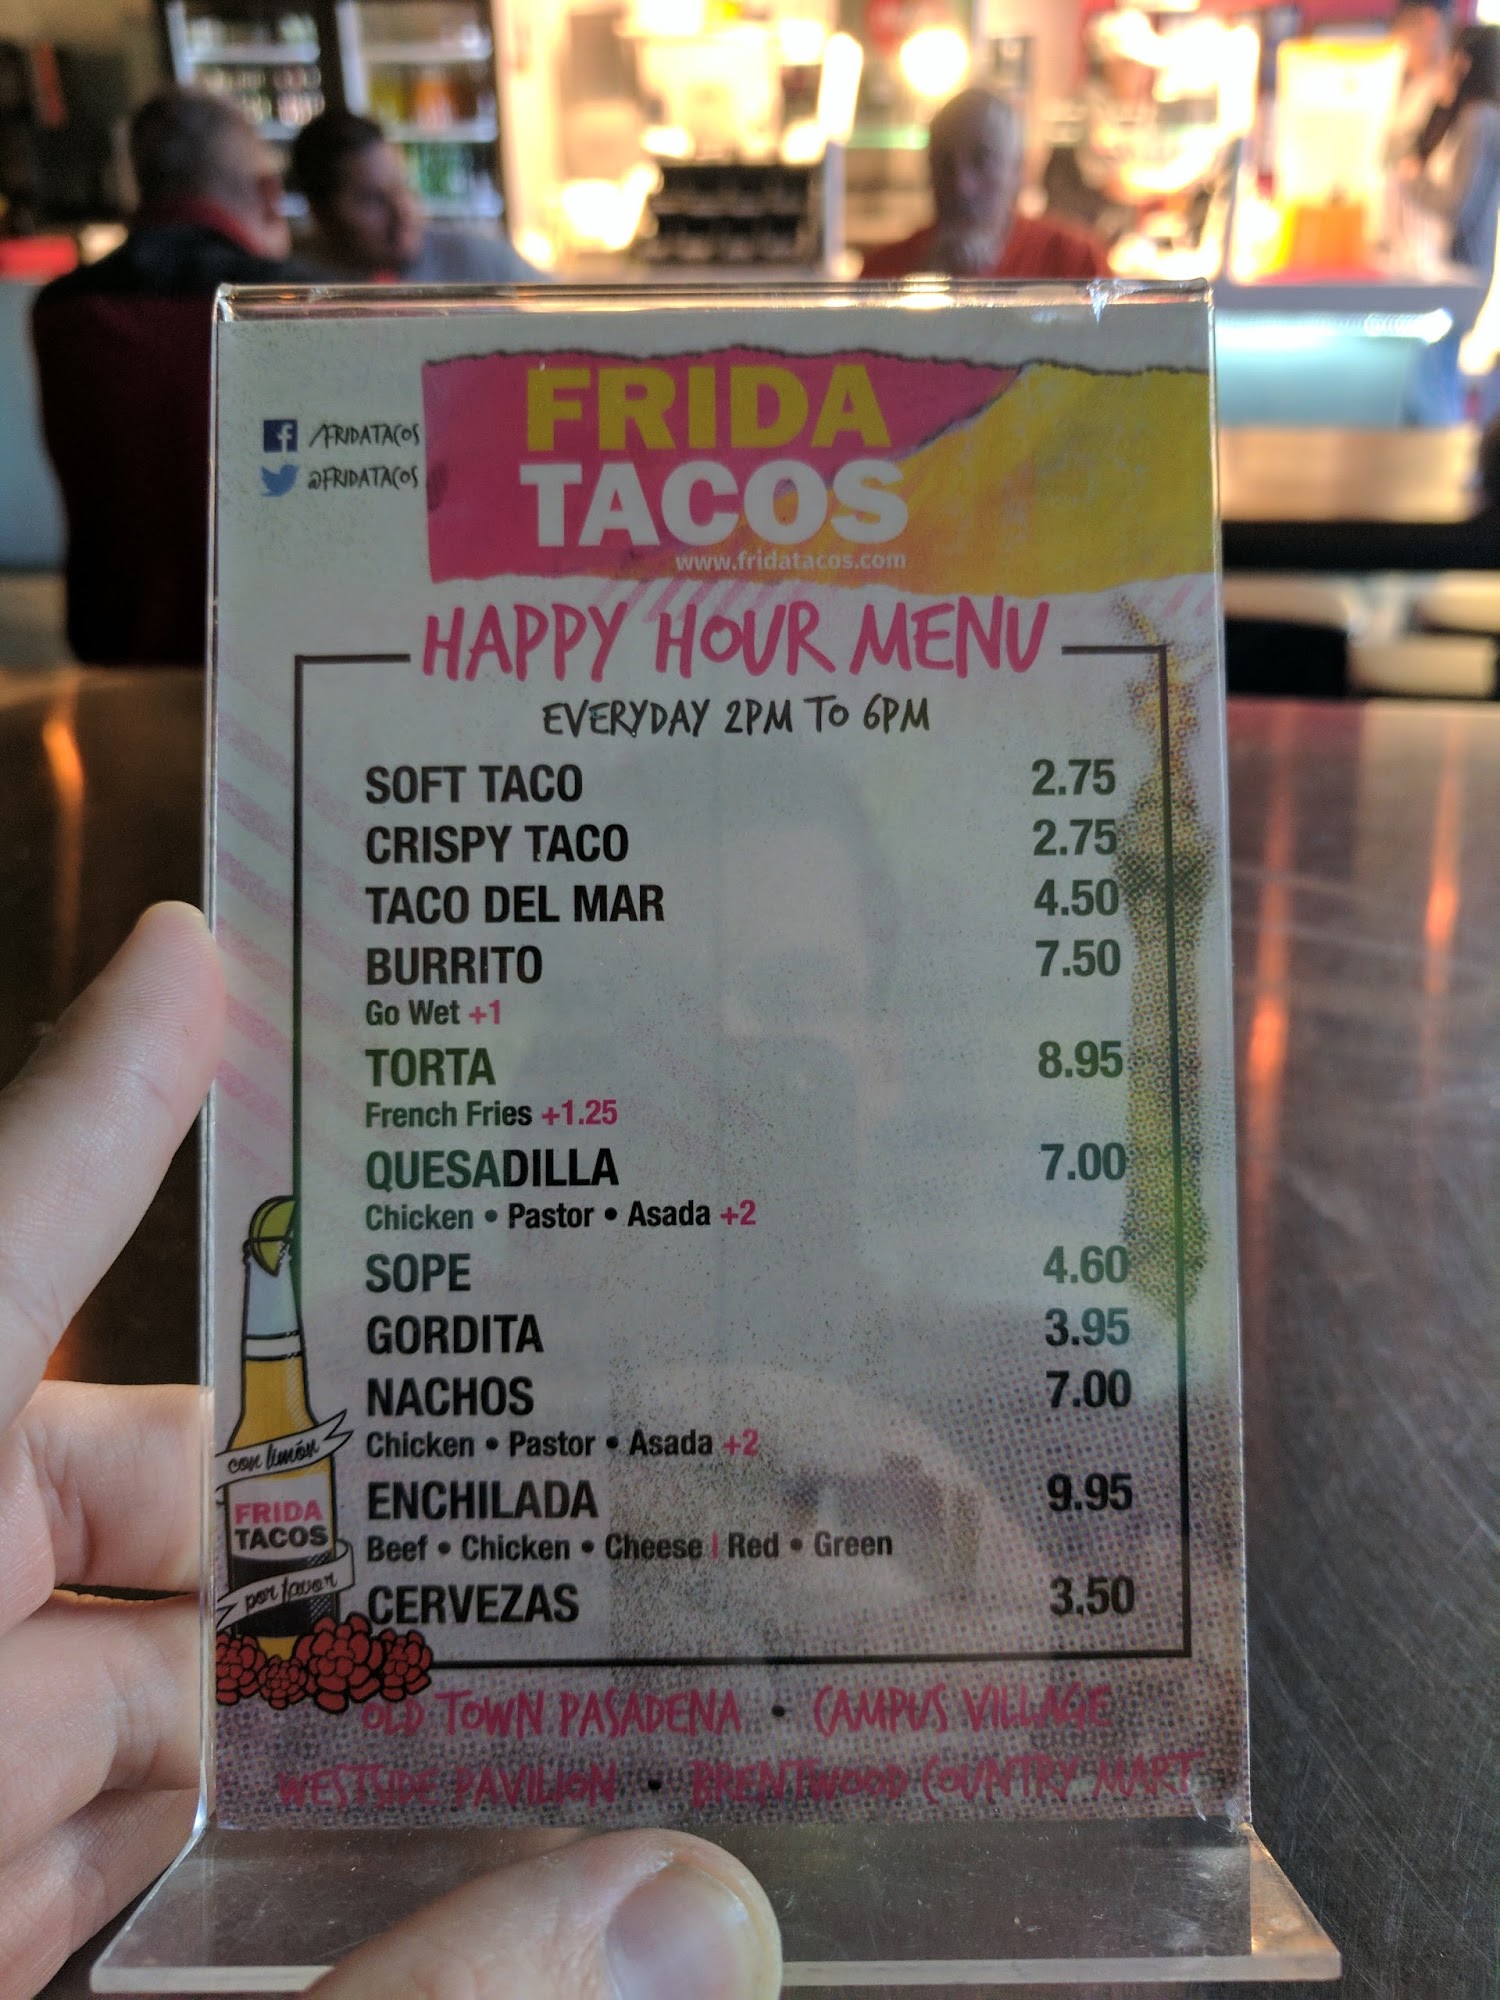 /FRIDATACOS
@FRIDATACOS
FRIDA
TACOS
www.fridatacos.com
HAPPY HOUR MENU
EVERYDAY 2PM TO 6PM
SOFT TACO 2.75
CRISPY TACO 2.75
TACO DEL MAR 4.50
BURRITO 7.50
Go Wet +1
TORTA 8.95
French Fries +1.25
QUESADILLA 7.00
Chicken • Pastor • Asada +2
SOPE 4.60
GORDITA 3.95
NACHOS 7.00
Chicken • Pastor • Asada +2
ENCHILADA 9.95
Beef • Chicken • Cheese | Red • Green
CERVEZAS 3.50
con limón
FRIDA
TACOS
por favor
OLD TOWN PASADENA • CAMPUS VILLAGE
WESTSIDE PAVILION • BRENTWOOD COUNTRY MART